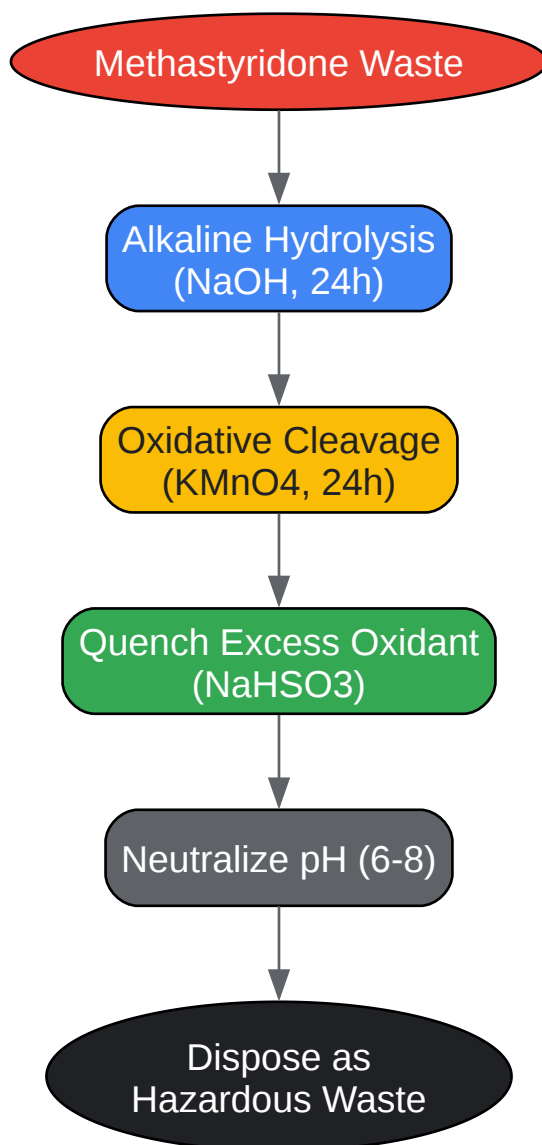 Methastyridone Waste
Alkaline Hydrolysis
(NaOH, 24h)
Oxidative Cleavage
(KMnO4, 24h)
Quench Excess Oxidant
(NaHSO3)
Neutralize pH (6-8)
Dispose as
Hazardous Waste